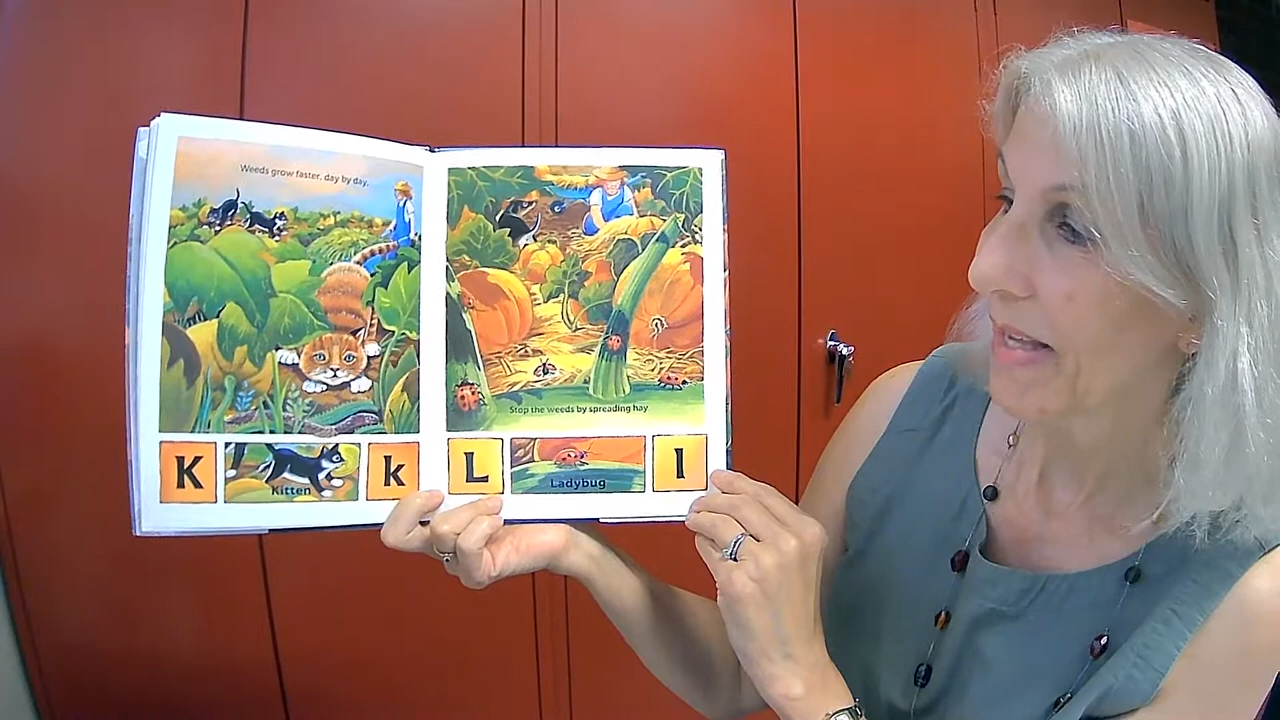 Weeds grow faster, day by day,
K Kitten k
Stop the weeds by spreading hay
L Ladybug l